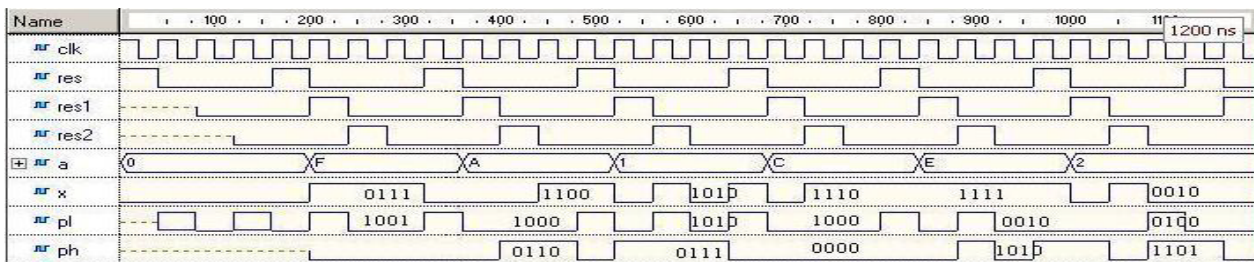 Name 100 200 300 400 500 600 700 800 900 1000 1200 ns
clk
res
res1
res2
a 0 F A 1 C E 2
x 0111 1100 1010 1110 1111 0010
pl 1001 1000 1010 1000 0010 0100
ph 0110 0111 0000 1010 1101